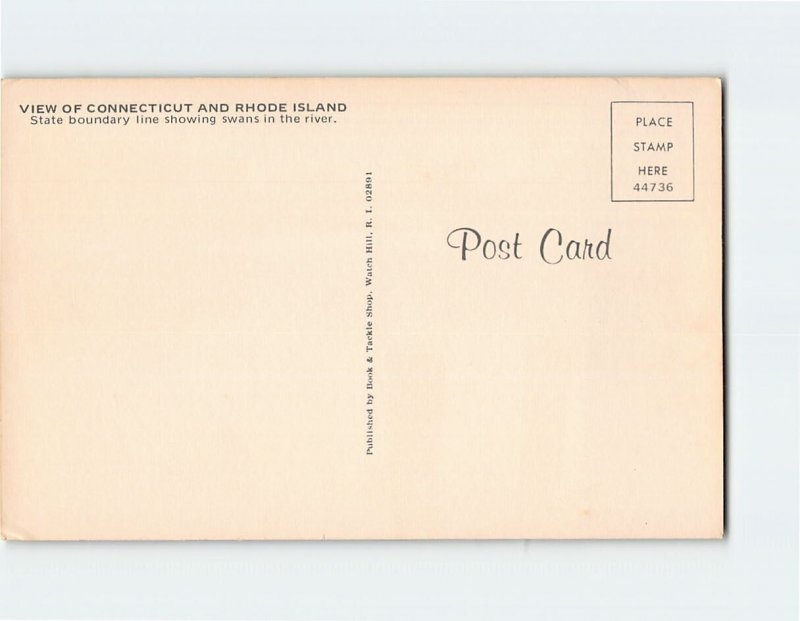 VIEW OF CONNECTICUT AND RHODE ISLAND
State boundary line showing swans in the river.
PLACE
STAMP
HERE
44736
Post Card
Published by Book & Tackle Shop, Watch Hill, R. I. 02891